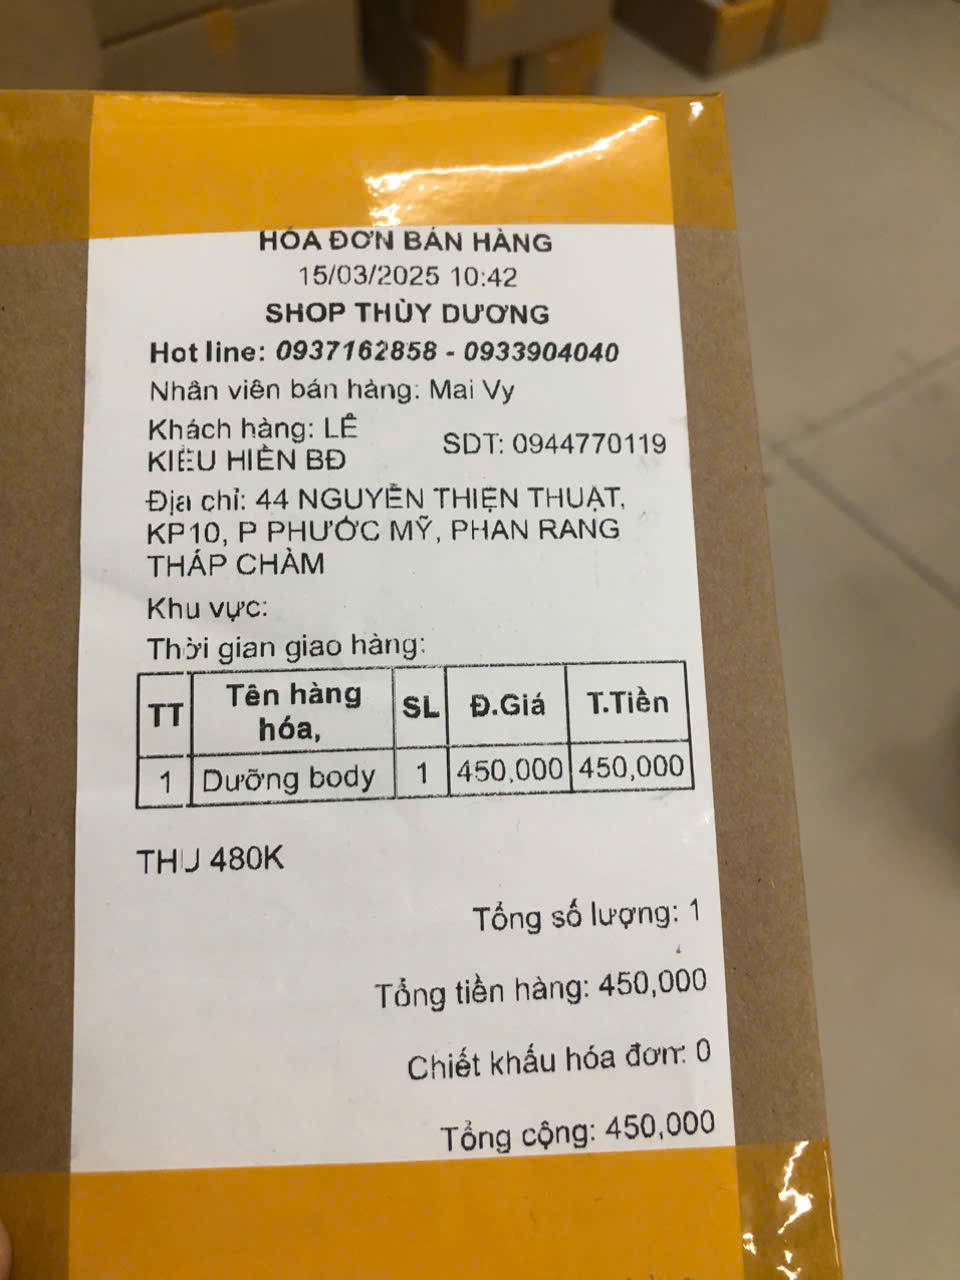 HÓA ĐƠN BÁN HÀNG
15/03/2025 10:42
SHOP THÙY DƯƠNG
Hot line: 0937162858 - 0933904040
Nhân viên bán hàng: Mai Vy
Khách hàng: LÊ KIỀU HIỀN BĐ SDT: 0944770119
Địa chỉ: 44 NGUYỄN THIỆN THUẬT,
KP10, P PHƯỚC MỸ, PHAN RANG
THÁP CHÀM
Khu vực:
Thời gian giao hàng:
TT Tên hàng hóa, SL Đ.Giá T.Tiền
1 Dưỡng body 1 450,000 450,000
THU 480K
Tổng số lượng: 1
Tổng tiền hàng: 450,000
Chiết khấu hóa đơn: 0
Tổng cộng: 450,000